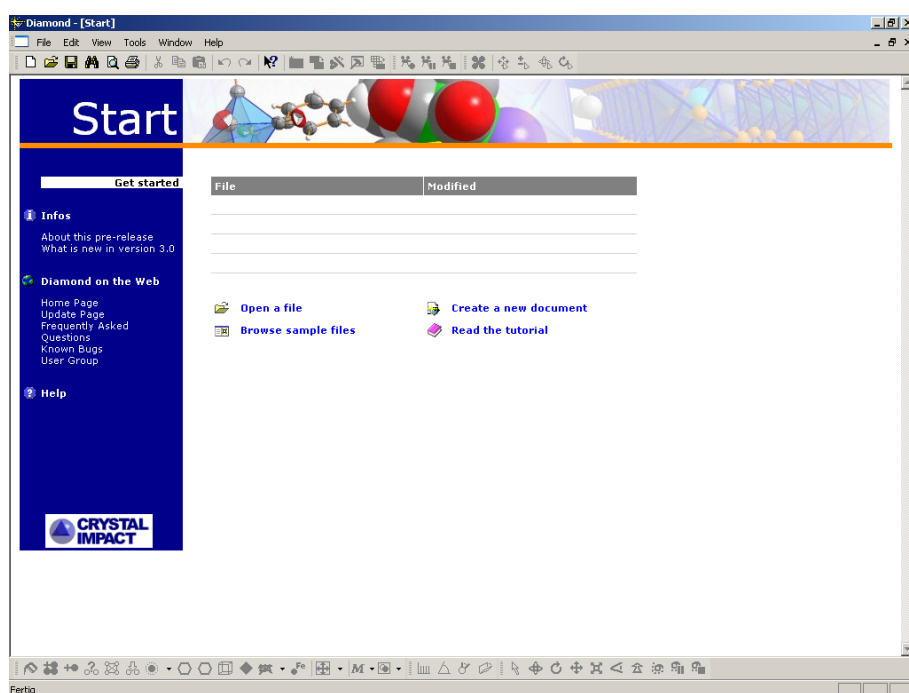 Diamond - [Start]
File Edit View Tools Window Help
Start
Get started
File Modified
Infos
About this pre-release
What is new in version 3.0
Diamond on the Web
Home Page
Update Page
Frequently Asked
Questions
Known Bugs
User Group
Help
Open a file
Create a new document
Browse sample files
Read the tutorial
CRYSTAL
IMPACT
Fe
M
Fertig